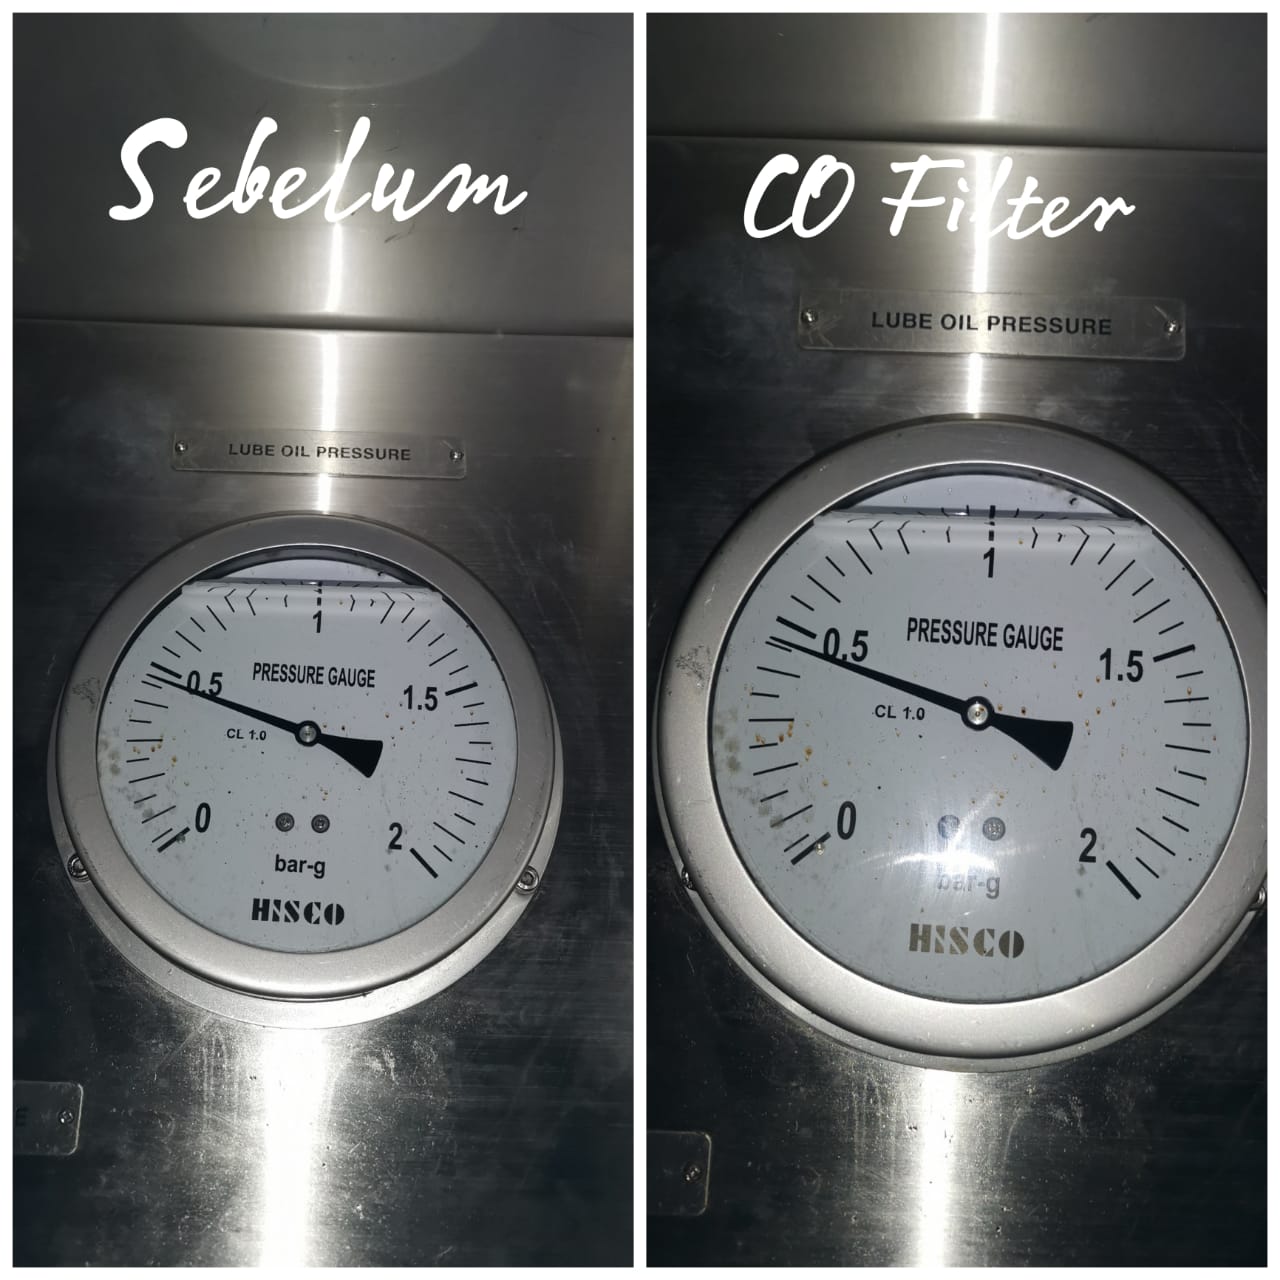 Sebelum
LUBE OIL PRESSURE
1
0.5
PRESSURE GAUGE
1.5
CL 1.0
0
2
bar-g
HISCO
CO Filter
LUBE OIL PRESSURE
1
0.5
PRESSURE GAUGE
1.5
CL 1.0
0
2
bar-g
HISCO